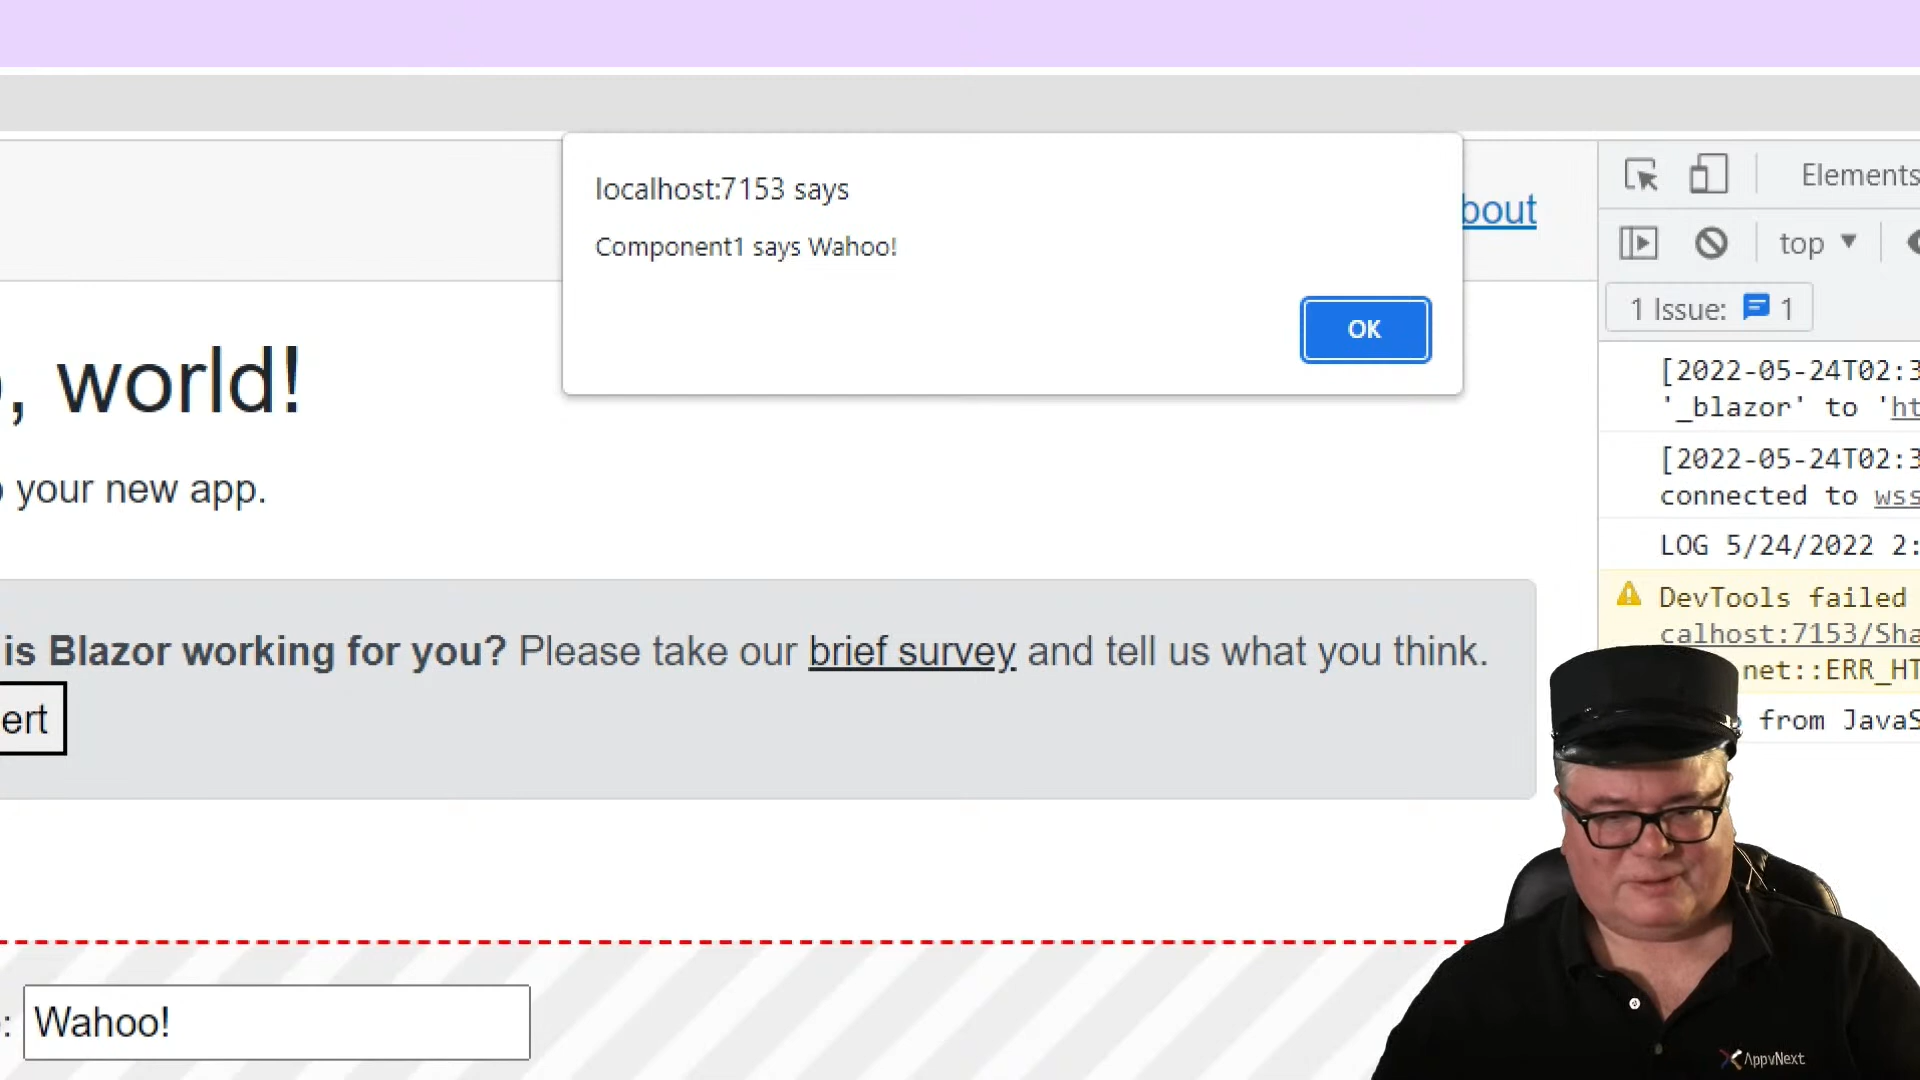 localhost:7153 says
Component1 says Wahoo!
OK
bout
Elements
top
1 Issue: 1
, world!
your new app.
is Blazor working for you? Please take our brief survey and tell us what you think.
ert
: Wahoo!
[2022-05-24T02:3
'_blazor' to 'ht
[2022-05-24T02:3
connected to wss
LOG 5/24/2022 2:
DevTools failed
calhost:7153/Sha
net::ERR_HT
from JavaS
AppvNext